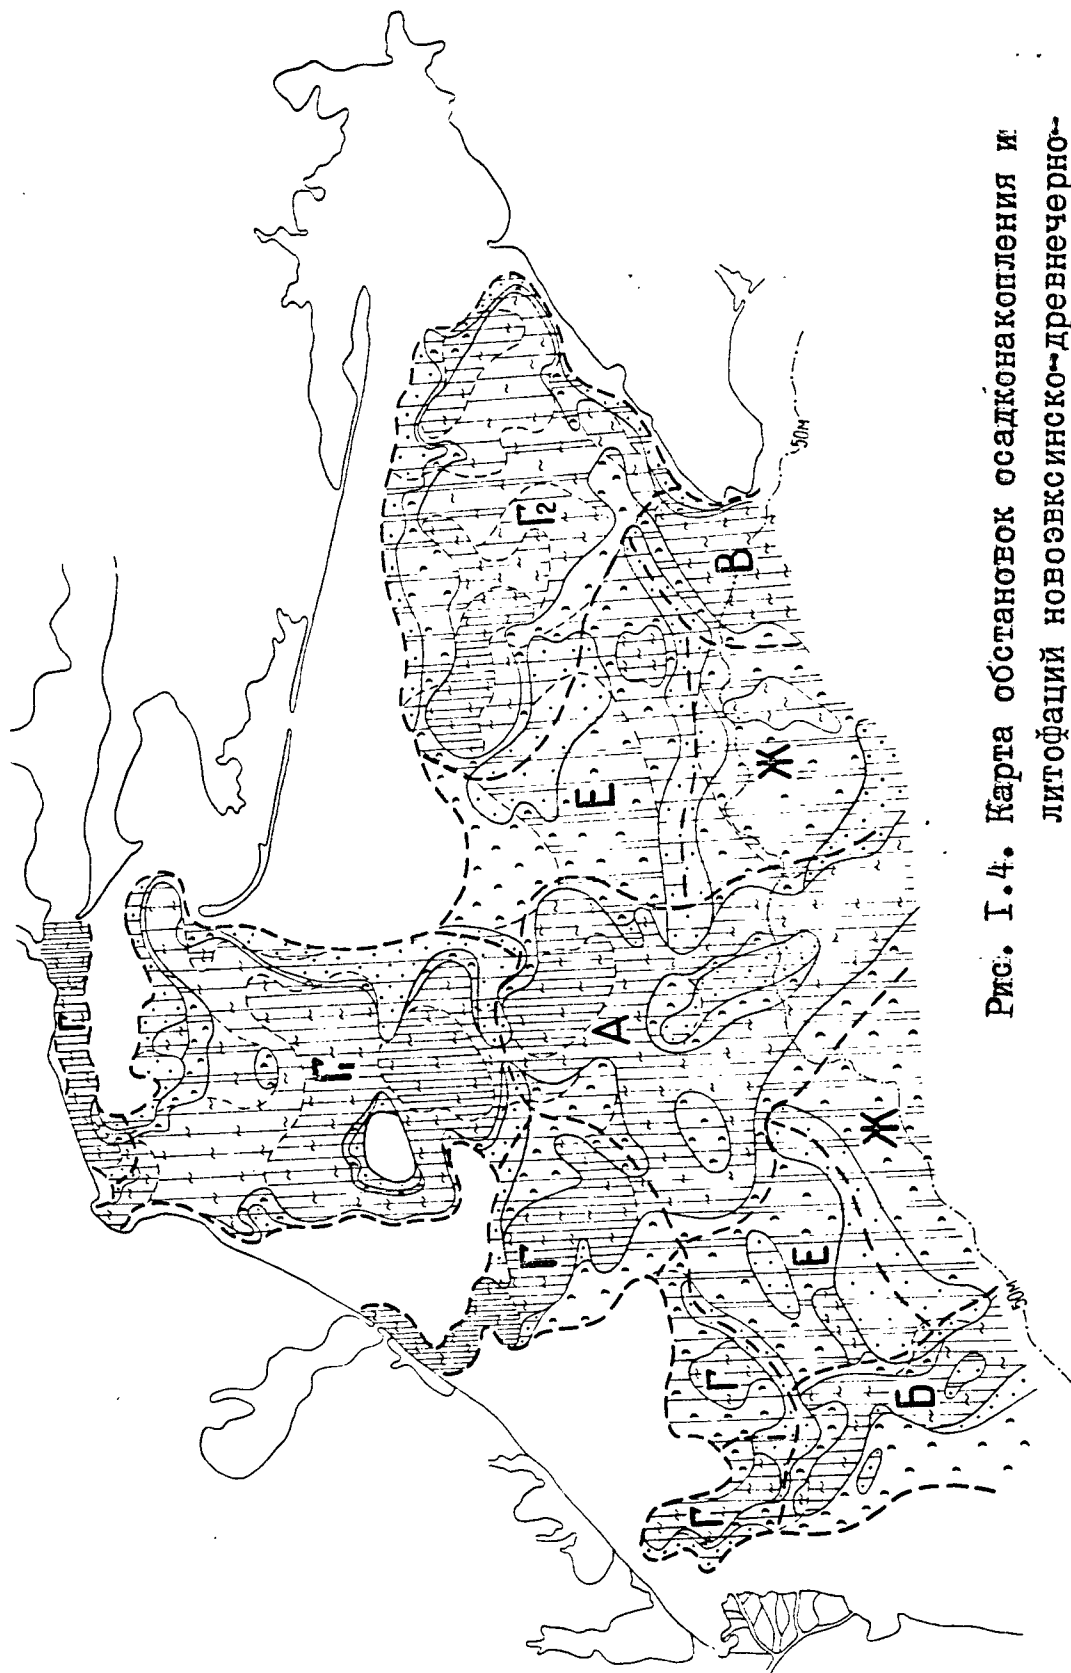 Г
Г₁
Г₂
А
Г
Е
Е
В
Г
Г
Ж
Ж
Б
50м
50м
Рис. I.4. Карта обстановок осадконакопления и
литофаций новоэвксинско-древнечерно-